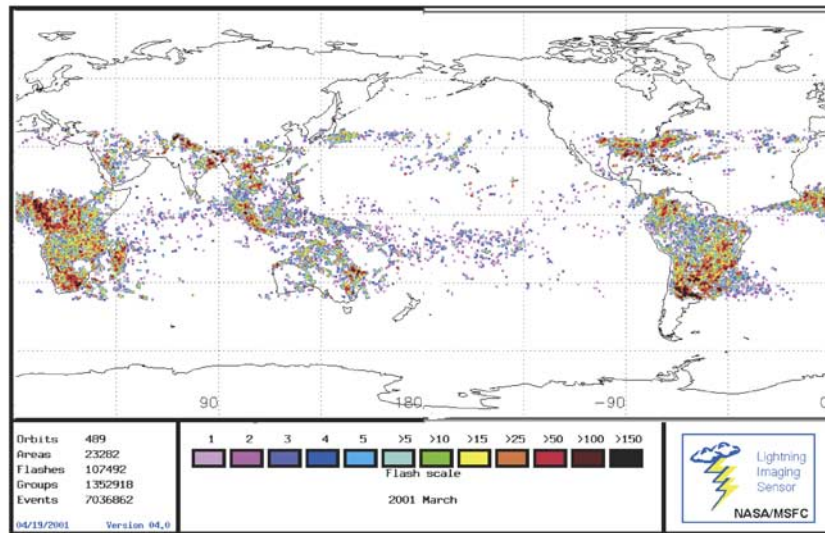 90 180 -90 0
Orbits 489
Areas 23282
Flashes 107492
Groups 1352918
Events 7036862
04/19/2001 Version 04.0
1 2 3 4 5 >5 >10 >15 >25 >50 >100 >150
Flash scale
2001 March
Lightning
Imaging
Sensor
NASA/MSFC